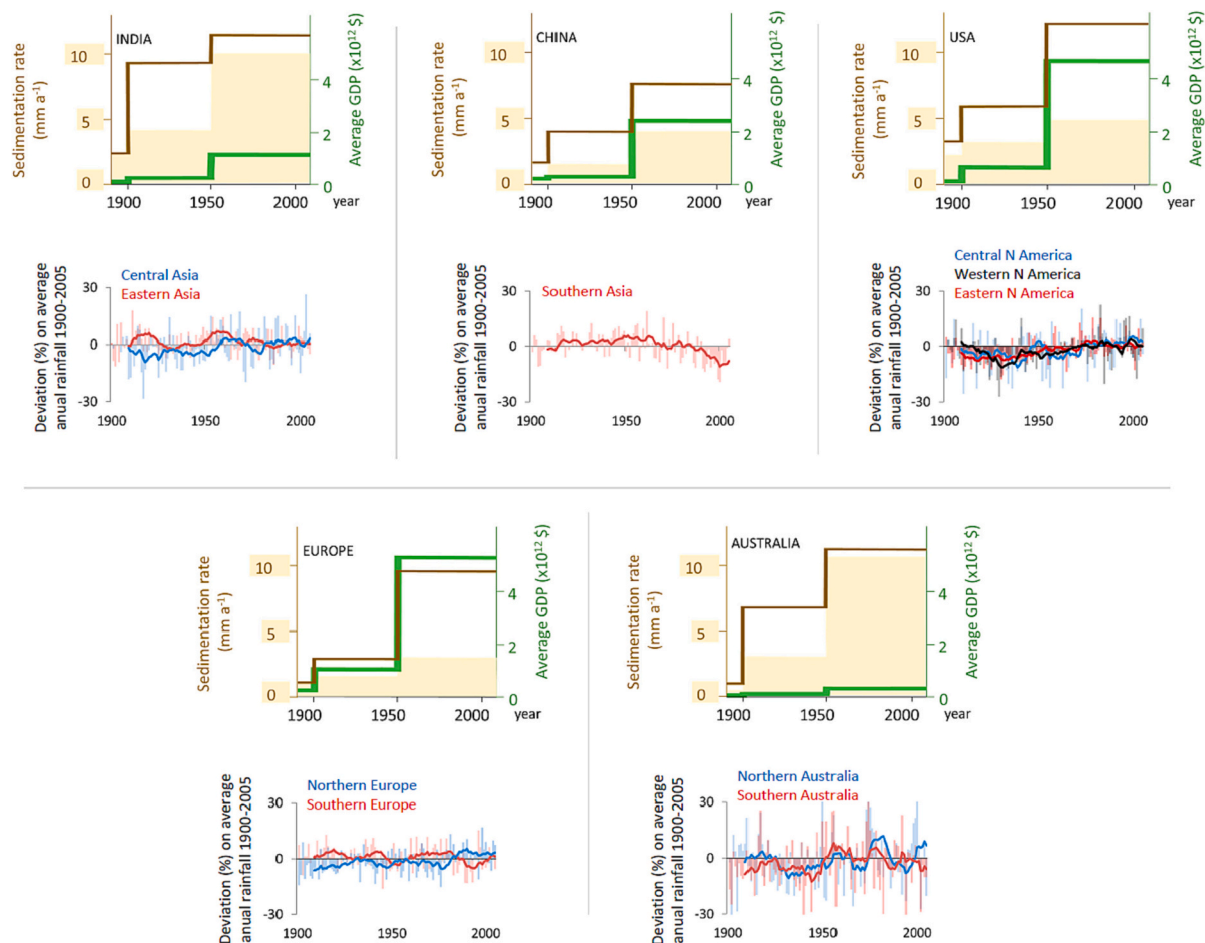 INDIA
Sedimentation rate
(mm a⁻¹)
10
5
0
Average GDP (x10¹² $)
4
2
0
1900 1950 2000 year
CHINA
Sedimentation rate
(mm a⁻¹)
10
5
0
Average GDP (x10¹² $)
4
2
0
1900 1950 2000 year
USA
Sedimentation rate
(mm a⁻¹)
10
5
0
Average GDP (x10¹² $)
4
2
0
1900 1950 2000 year
Deviation (%) on average
anual rainfall 1900-2005
Central Asia
Eastern Asia
30
0
-30
1900 1950 2000
Deviation (%) on average
anual rainfall 1900-2005
Southern Asia
30
0
-30
1900 1950 2000
Deviation (%) on average
anual rainfall 1900-2005
Central N America
Western N America
Eastern N America
30
0
-30
1900 1950 2000
EUROPE
Sedimentation rate
(mm a⁻¹)
10
5
0
Average GDP (x10¹² $)
4
2
0
1900 1950 2000 year
AUSTRALIA
Sedimentation rate
(mm a⁻¹)
10
5
0
Average GDP (x10¹² $)
4
2
0
1900 1950 2000 year
Deviation (%) on average
anual rainfall 1900-2005
Northern Europe
Southern Europe
30
0
-30
1900 1950 2000
Deviation (%) on average
anual rainfall 1900-2005
Northern Australia
Southern Australia
30
0
-30
1900 1950 2000